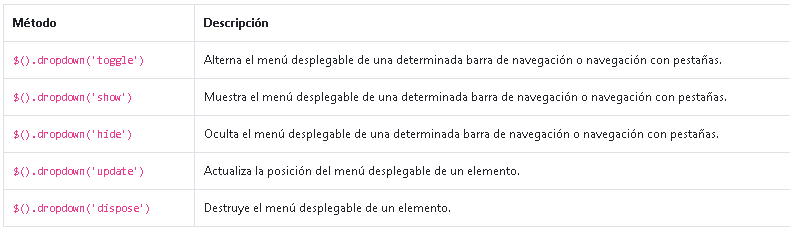 Método Descripción
$().dropdown('toggle') Alterna el menú desplegable de una determinada barra de navegación o navegación con pestañas.
$().dropdown('show') Muestra el menú desplegable de una determinada barra de navegación o navegación con pestañas.
$().dropdown('hide') Oculta el menú desplegable de una determinada barra de navegación o navegación con pestañas.
$().dropdown('update') Actualiza la posición del menú desplegable de un elemento.
$().dropdown('dispose') Destruye el menú desplegable de un elemento.